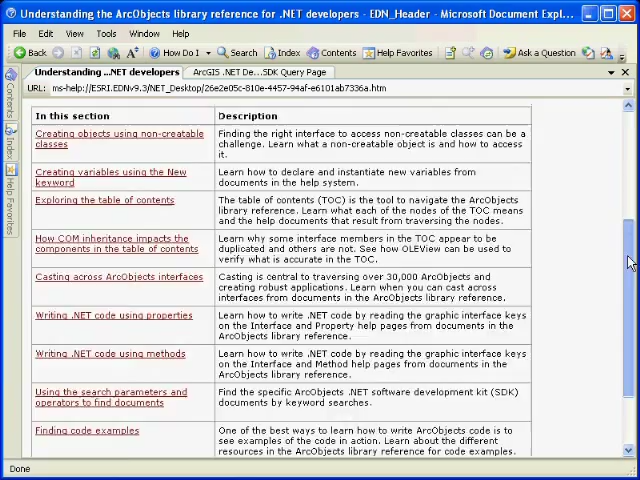 Understanding the ArcObjects library reference for .NET developers - EDN_Header - Microsoft Document Expl...
File Edit View Tools Window Help
Back How Do I Search Index Contents Help Favorites Ask a Question
Understanding ...NET developers ArcGIS .NET De...SDK Query Page
URL: ms-help://ESRI.EDNv9.3/NET_Desktop/26e2e05c-810e-4457-94af-e6101ab7336a.htm
Contents
Index
Help Favorites
In this section Description
Creating objects using non-creatable classes
Finding the right interface to access non-creatable classes can be a
challenge. Learn what a non-creatable object is and how to access
it.
Creating variables using the New
keyword
Learn how to declare and instantiate new variables from
documents in the help system.
Exploring the table of contents
The table of contents (TOC) is the tool to navigate the ArcObjects
library reference. Learn what each of the nodes of the TOC means
and the help documents that result from traversing the nodes.
How COM inheritance impacts the
components in the table of contents
Learn why some interface members in the TOC appear to be
duplicated and others are not. See how OLEView can be used to
verify what is accurate in the TOC.
Casting across ArcObjects interfaces
Casting is central to traversing over 30,000 ArcObjects and
creating robust applications. Learn when you can cast across
interfaces from documents in the ArcObjects library reference.
Writing .NET code using properties
Learn how to write .NET code by reading the graphic interface keys
on the Interface and Property help pages from documents in the
ArcObjects library reference.
Writing .NET code using methods
Learn how to write .NET code by reading the graphic interface keys
on the Interface and Method help pages from documents in the
ArcObjects library reference.
Using the search parameters and
operators to find documents
Find the specific ArcObjects .NET software development kit (SDK)
documents by keyword searches.
Finding code examples
One of the best ways to learn how to write ArcObjects code is to
see examples of the code in action. Learn about the different
resources in the ArcObjects library reference for code examples.
Done